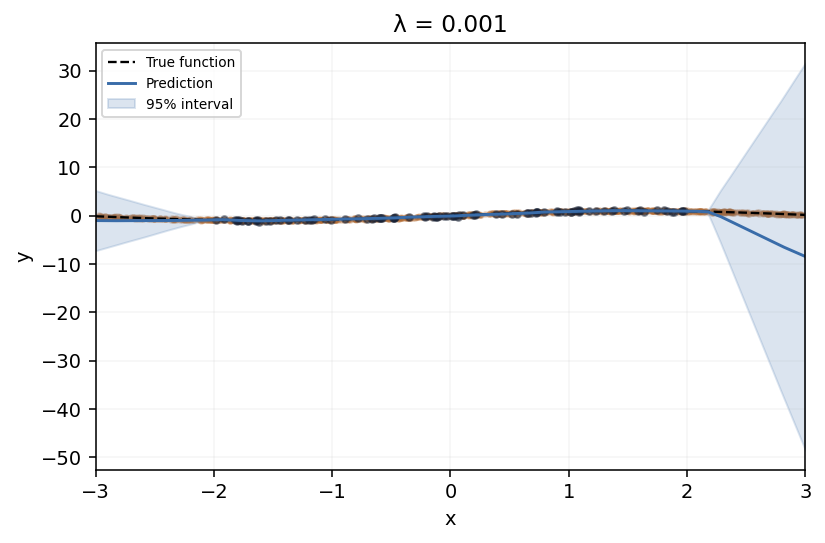 λ = 0.001
True function
Prediction
95% interval
30
20
10
0
−10
−20
−30
−40
−50
y
−3 −2 −1 0 1 2 3
x